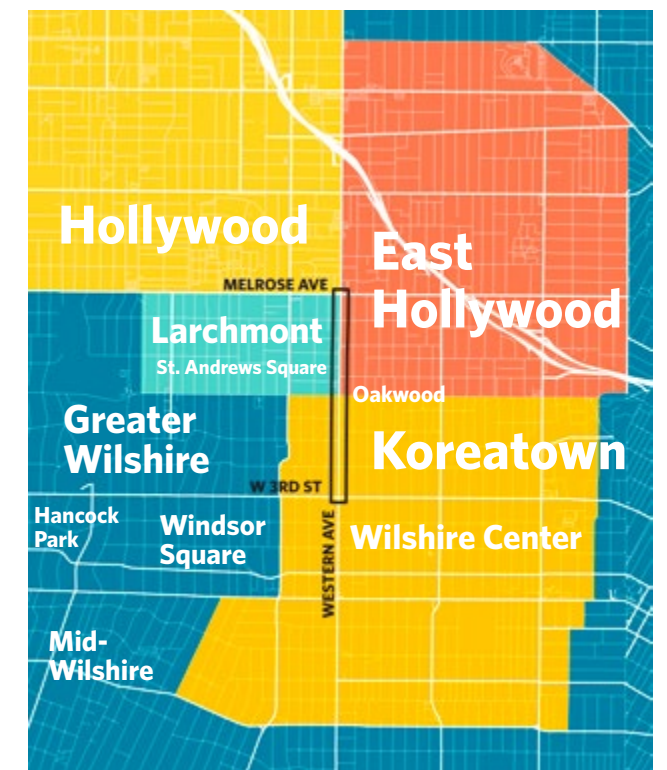 Hollywood
East
Hollywood
MELROSE AVE
Larchmont
St. Andrews Square
Oakwood
Greater
Wilshire
Koreatown
W 3RD ST
Hancock
Park
Windsor
Square
WESTERN AVE
Wilshire Center
Mid-
Wilshire